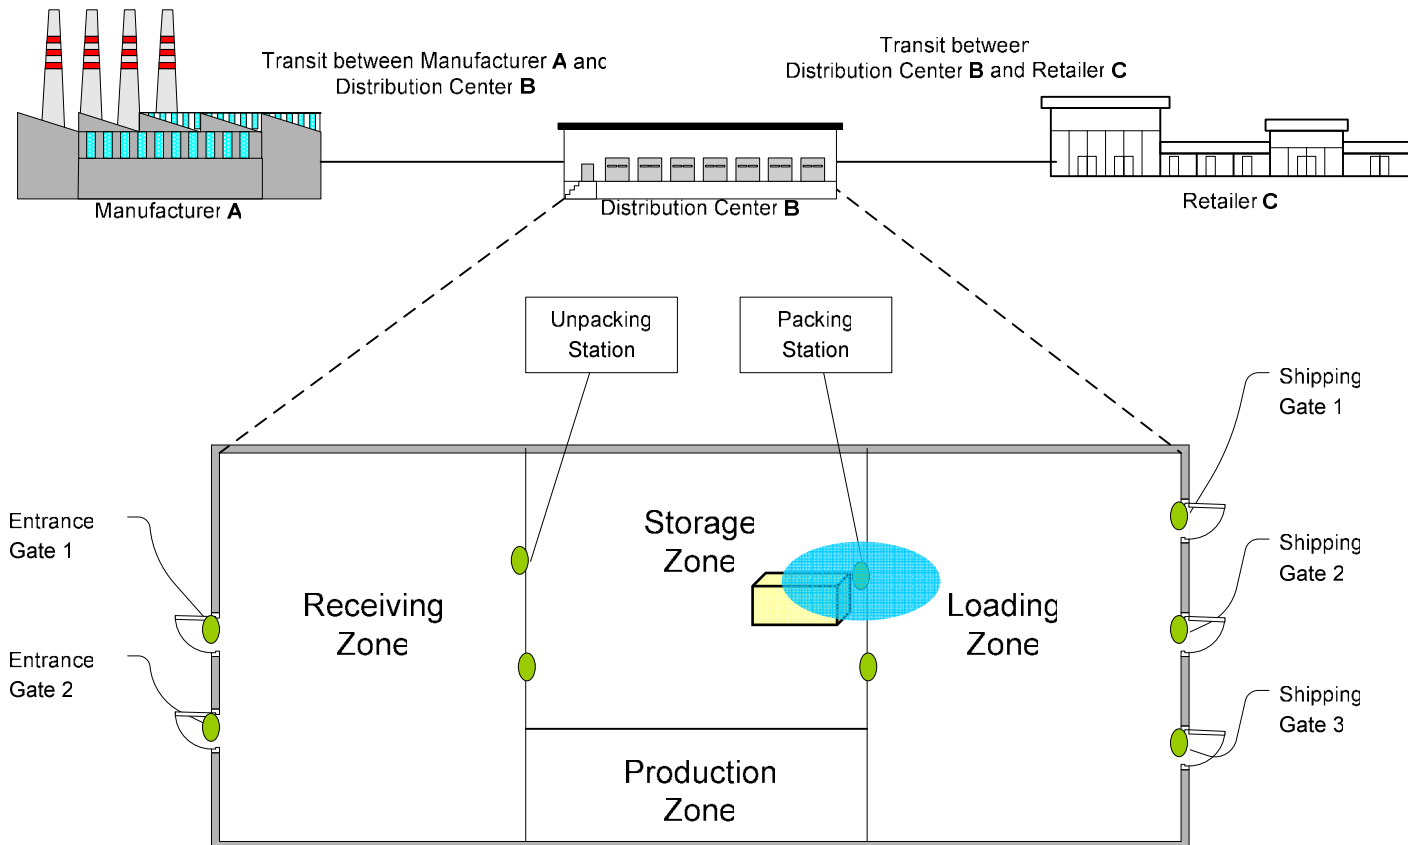 Transit between Manufacturer A and
Distribution Center B
Transit between
Distribution Center B and Retailer C
Manufacturer A
Distribution Center B
Retailer C
Unpacking
Station
Packing
Station
Shipping
Gate 1
Entrance
Gate 1
Storage
Zone
Shipping
Gate 2
Receiving
Zone
Loading
Zone
Entrance
Gate 2
Shipping
Gate 3
Production
Zone